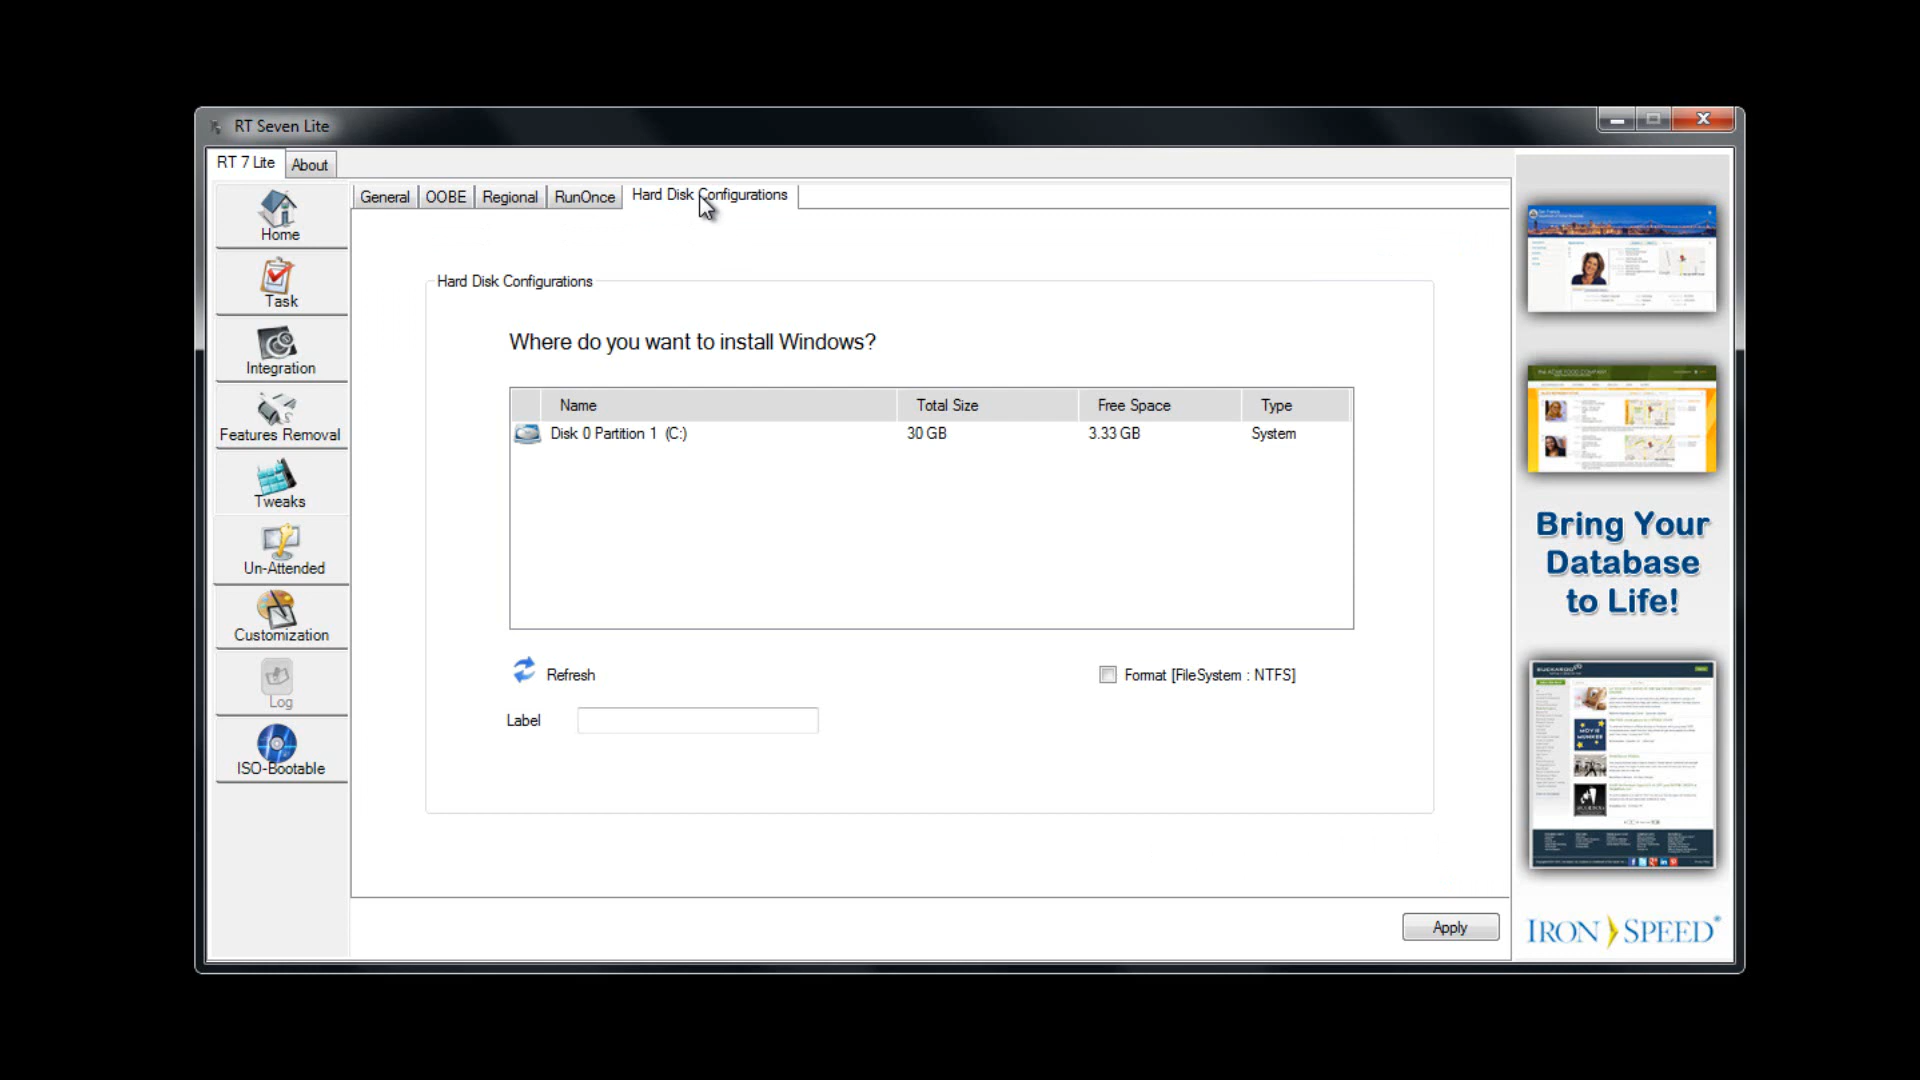 RT Seven Lite
RT 7 Lite
About
Home
Task
Integration
Features Removal
Tweaks
Un-Attended
Customization
Log
ISO-Bootable
General
OOBE
Regional
RunOnce
Hard Disk Configurations
Hard Disk Configurations
Where do you want to install Windows?
Name Total Size Free Space Type
Disk 0 Partition 1 (C:) 30 GB 3.33 GB System
Refresh
Format [FileSystem : NTFS]
Label
Apply
Bring Your
Database
to Life!
IRON SPEED®